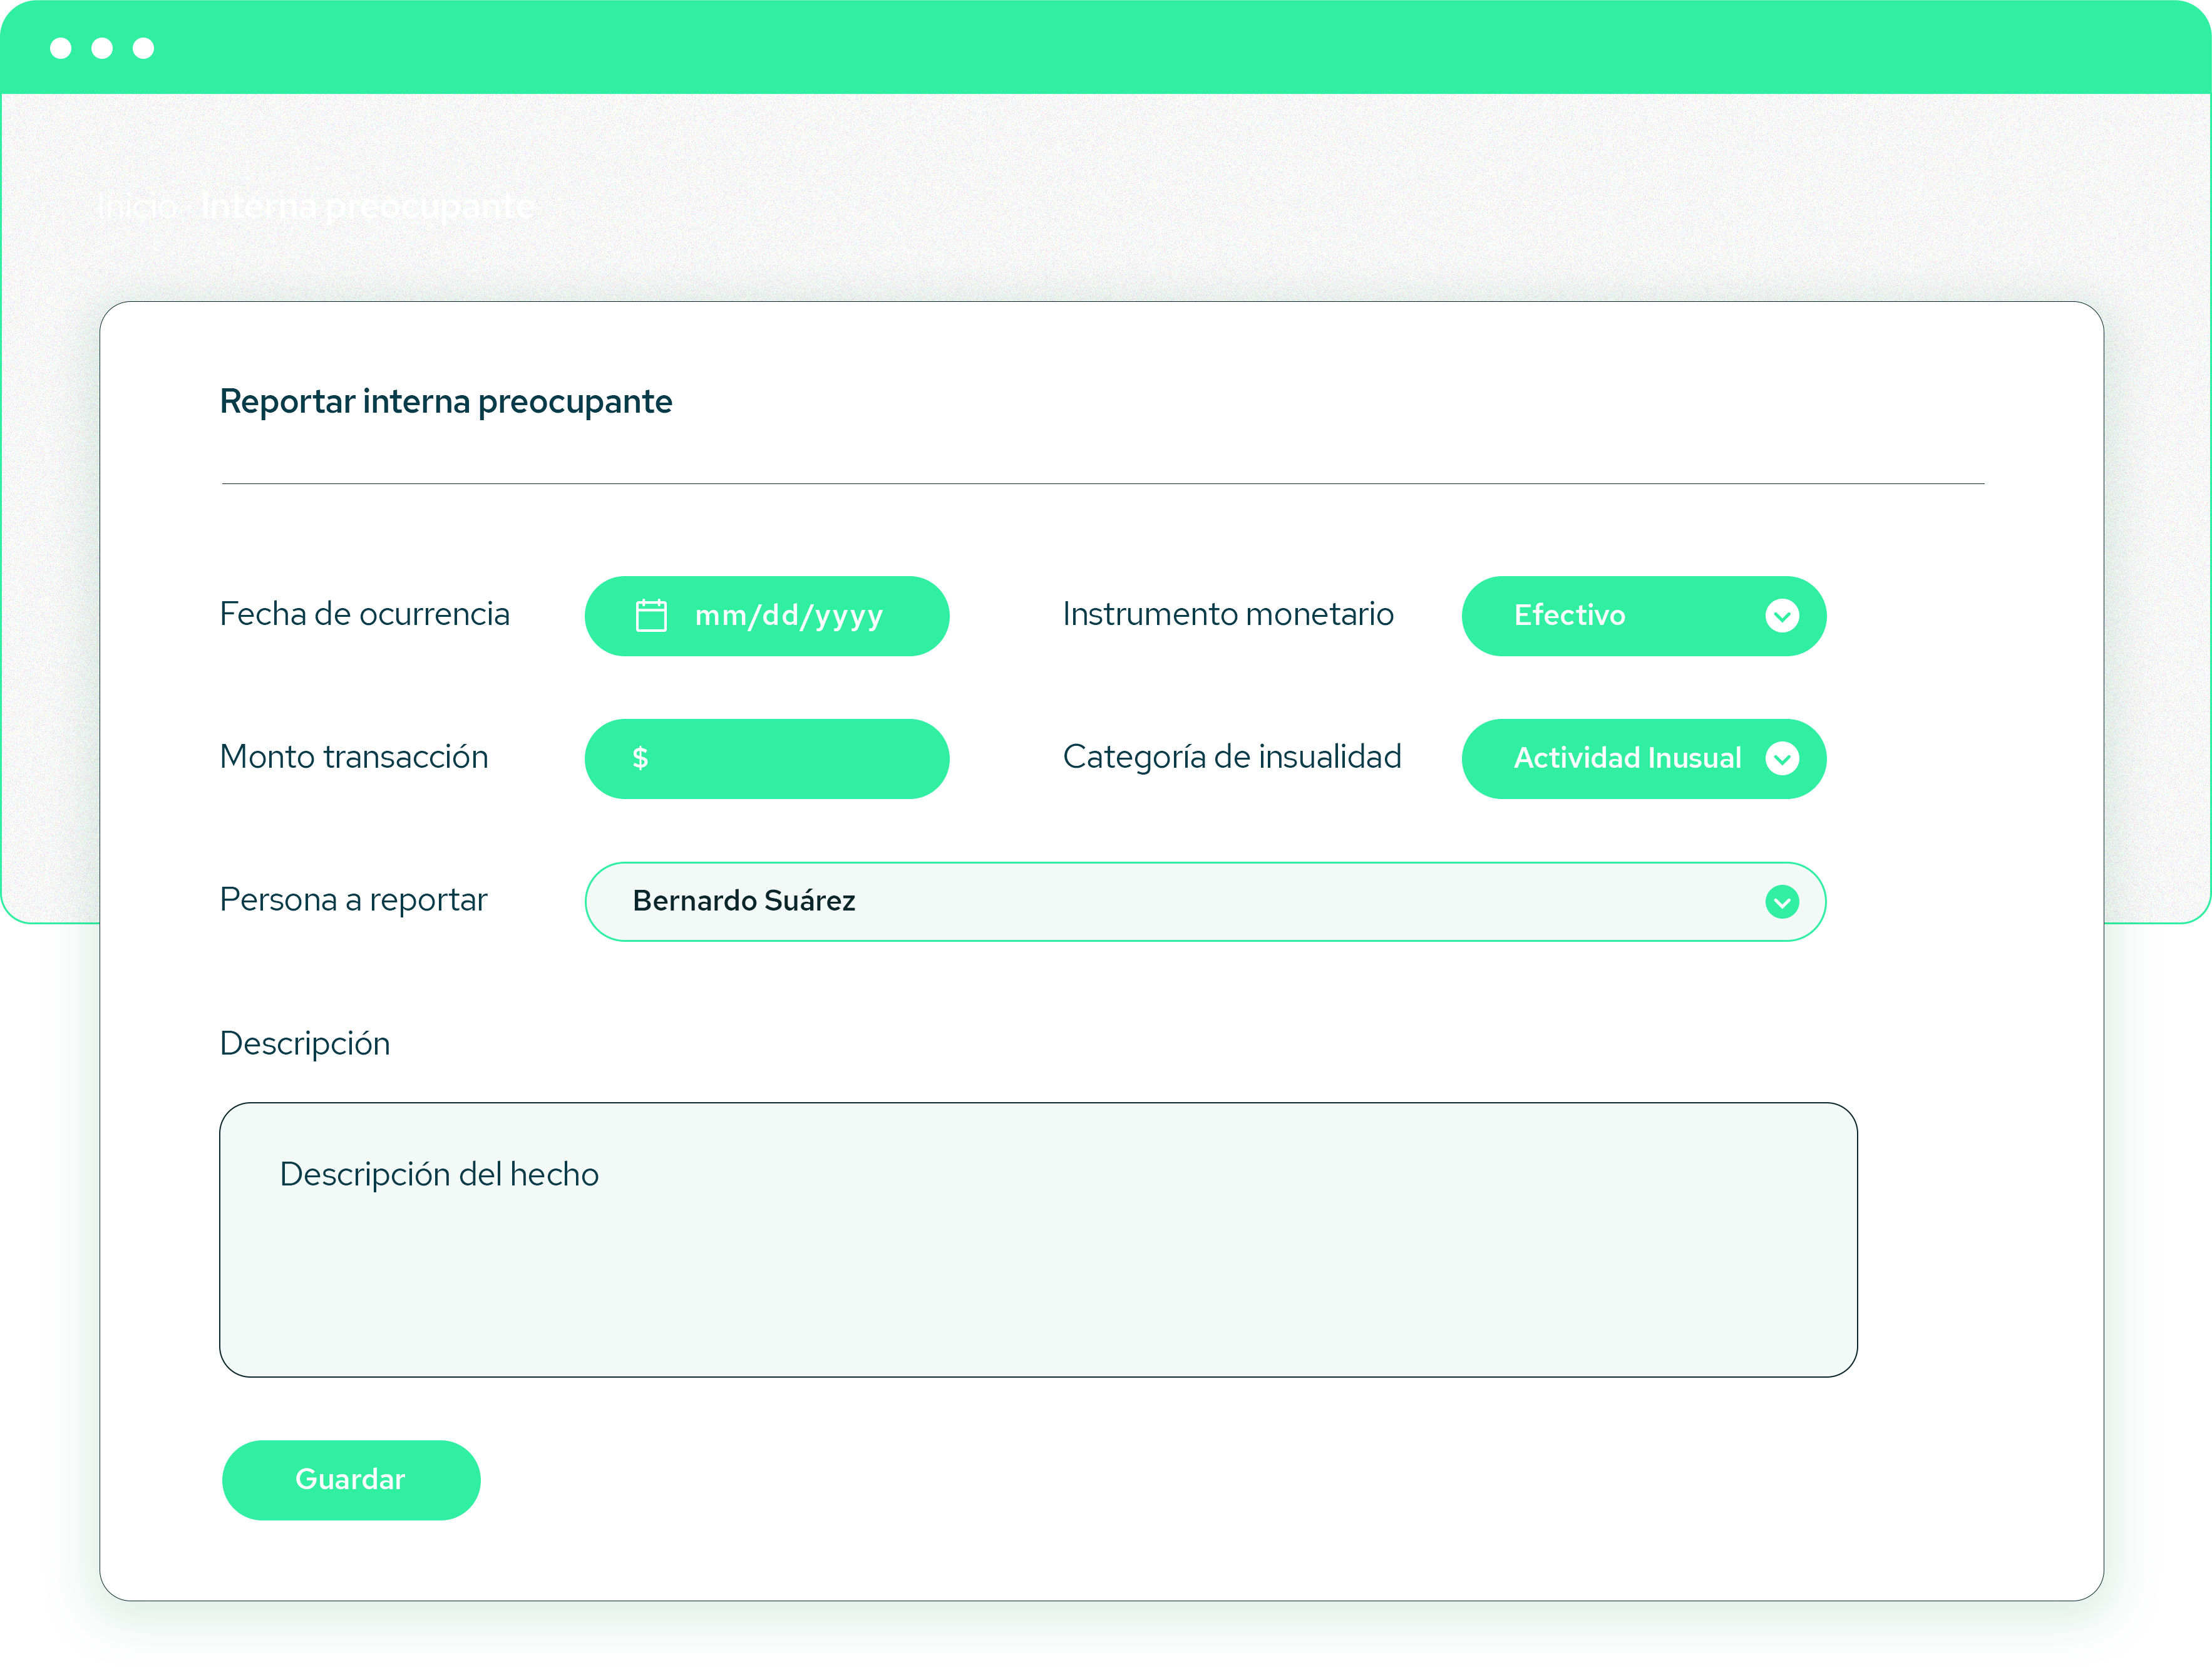 Inicio · Interna preocupante
Reportar interna preocupante
Fecha de ocurrencia
mm/dd/yyyy
Instrumento monetario
Efectivo
Monto transacción
$
Categoría de insualidad
Actividad Inusual
Persona a reportar
Bernardo Suárez
Descripción
Descripción del hecho
Guardar